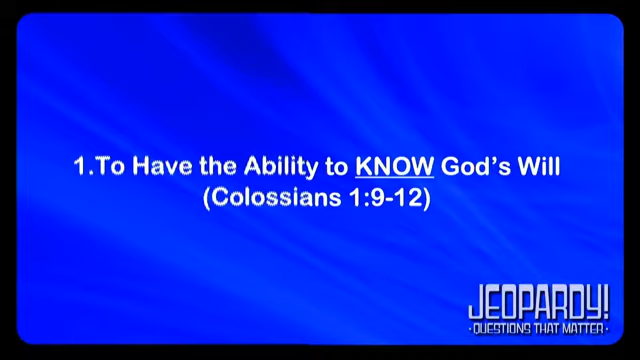 1.To Have the Ability to KNOW God's Will
(Colossians 1:9-12)
JEOPARDY!
·QUESTIONS THAT MATTER·